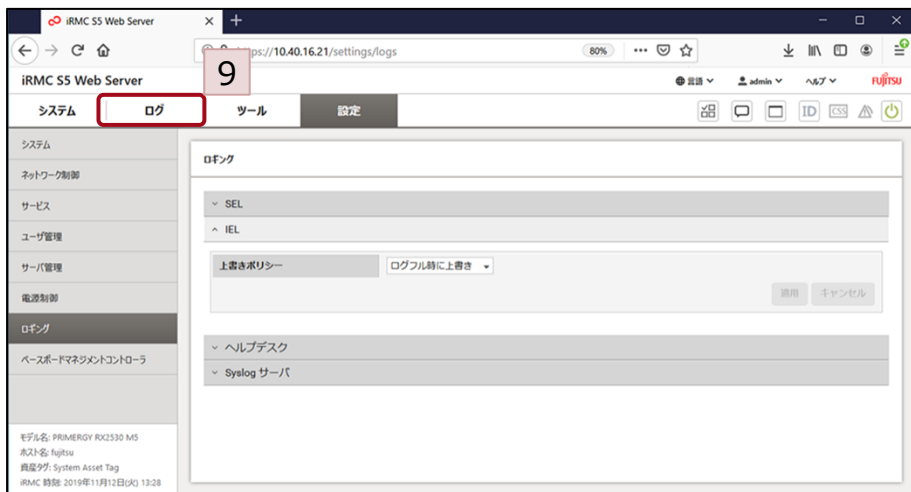 iRMC S5 Web Server
ps://10.40.16.21/settings/logs
80%
iRMC S5 Web Server
言語
admin
ヘルプ
FUJITSU
9
システム
ログ
ツール
設定
ID
CSS
システム
ネットワーク制御
サービス
ユーザ管理
サーバ管理
電源制御
ロギング
ベースボードマネジメントコントローラ
モデル名: PRIMERGY RX2530 M5
ホスト名: fujitsu
資産タグ: System Asset Tag
iRMC 時刻: 2019年11月12日(火) 13:28
ロギング
SEL
IEL
上書きポリシー
ログフル時に上書き
適用
キャンセル
ヘルプデスク
Syslog サーバ